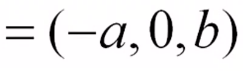 = (−a, 0, b)